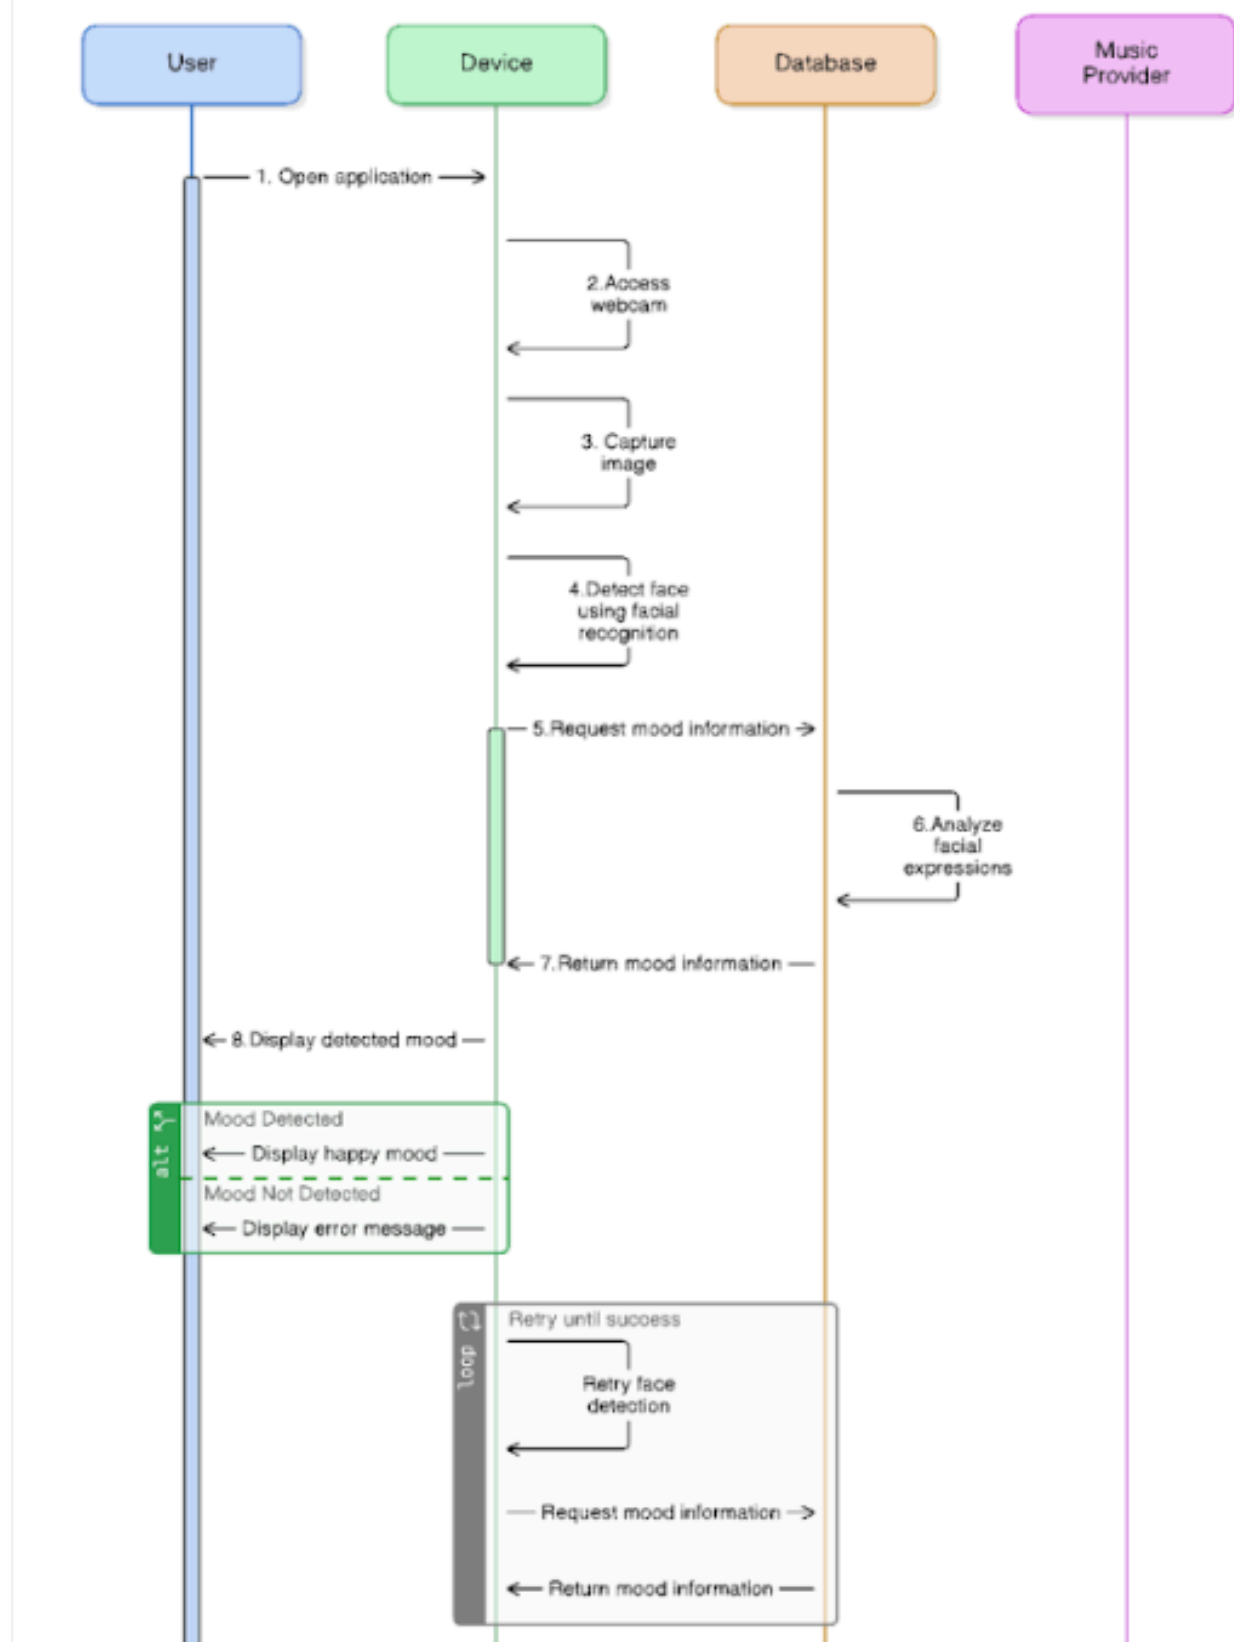 User
Device
Database
Music
Provider
1. Open application
2.Access
webcam
3. Capture
image
4.Detect face
using facial
recognition
5.Request mood information
6.Analyze
facial
expressions
7.Return mood information
8.Display detected mood
alt
Mood Detected
Display happy mood
Mood Not Detected
Display error message
loop
Retry until success
Retry face
detection
Request mood information
Return mood information